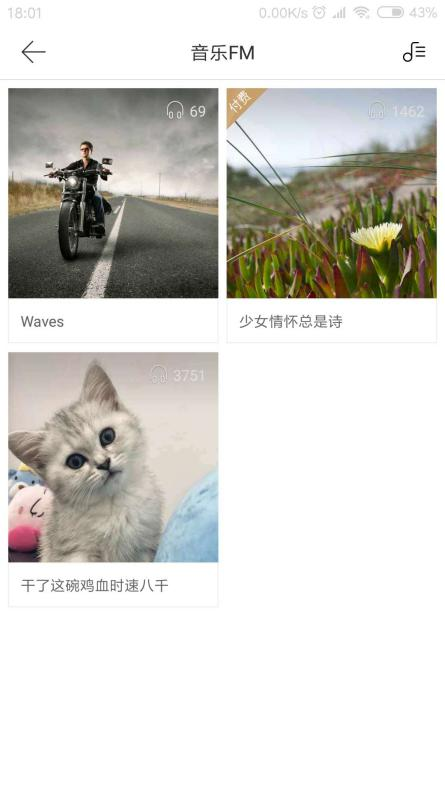 18:01 0.00K/s 43%
音乐FM
69
付费 1462
Waves
少女情怀总是诗
3751
干了这碗鸡血时速八千